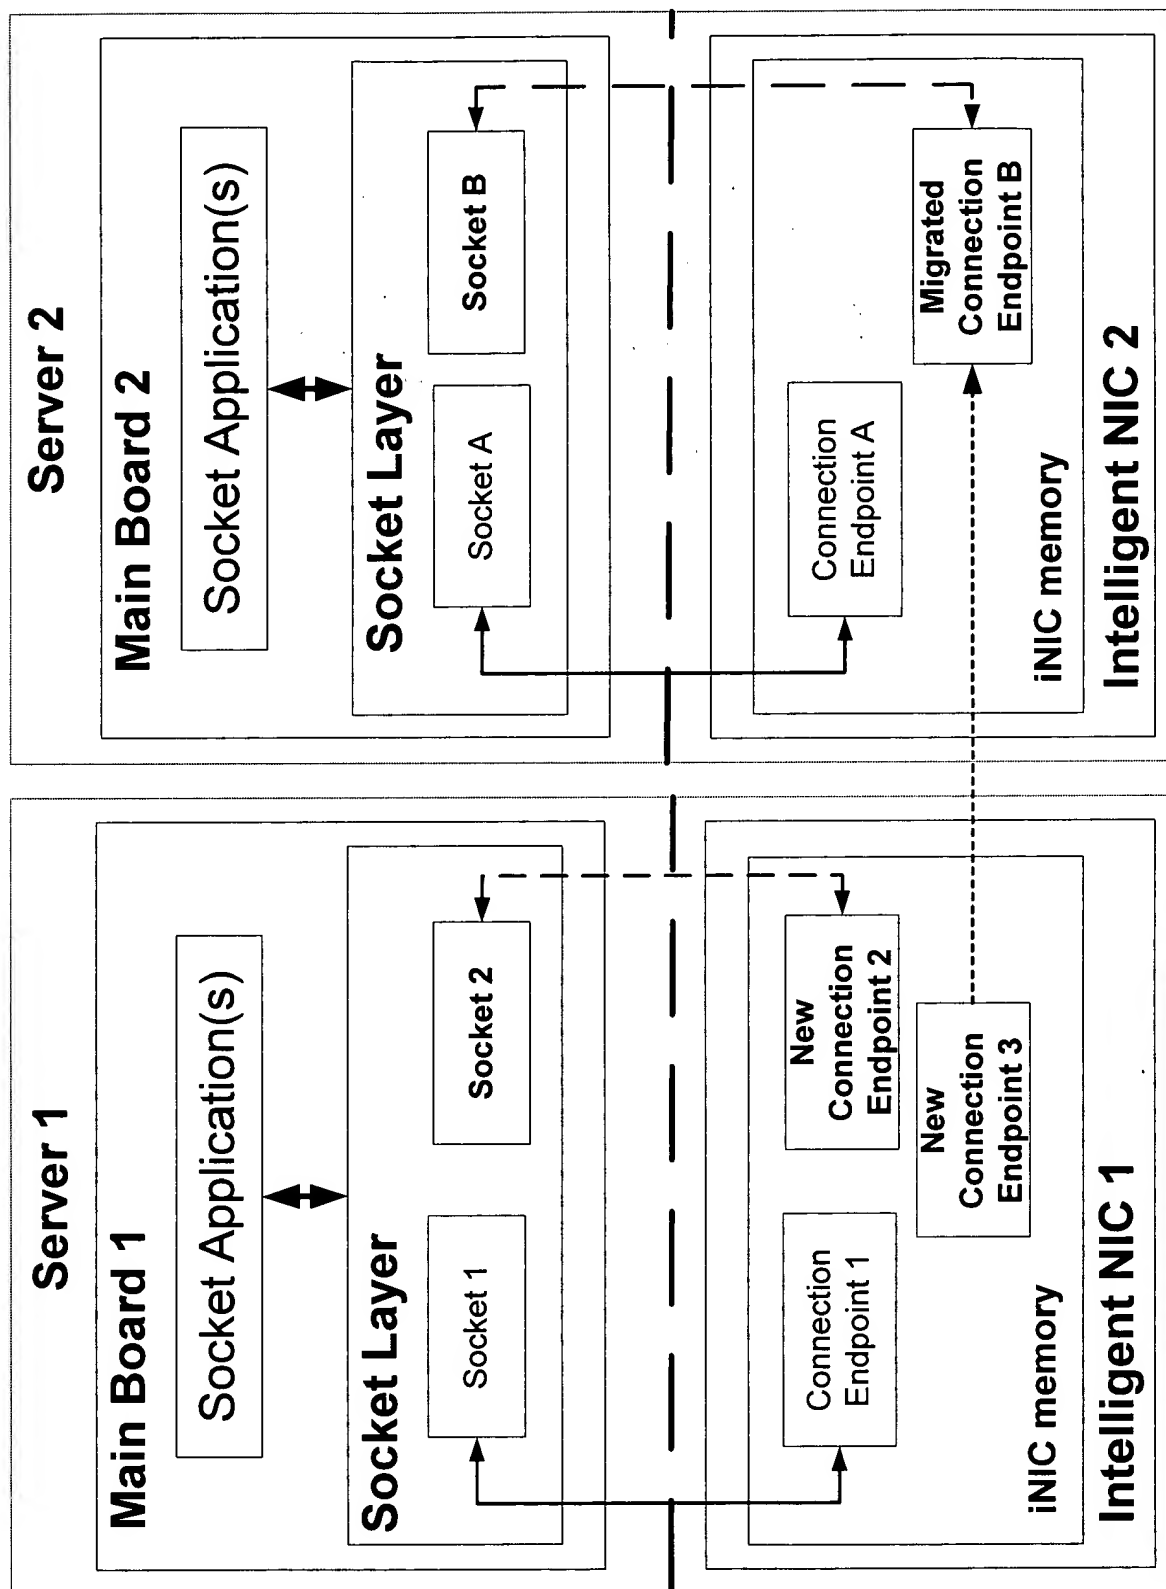 Server 1
Main Board 1
Socket Application(s)
Socket Layer
Socket 1
Socket 2
Connection
Endpoint 1
New
Connection
Endpoint 2
New
Connection
Endpoint 3
iNIC memory
Intelligent NIC 1
Server 2
Main Board 2
Socket Application(s)
Socket Layer
Socket A
Socket B
Connection
Endpoint A
Migrated
Connection
Endpoint B
iNIC memory
Intelligent NIC 2